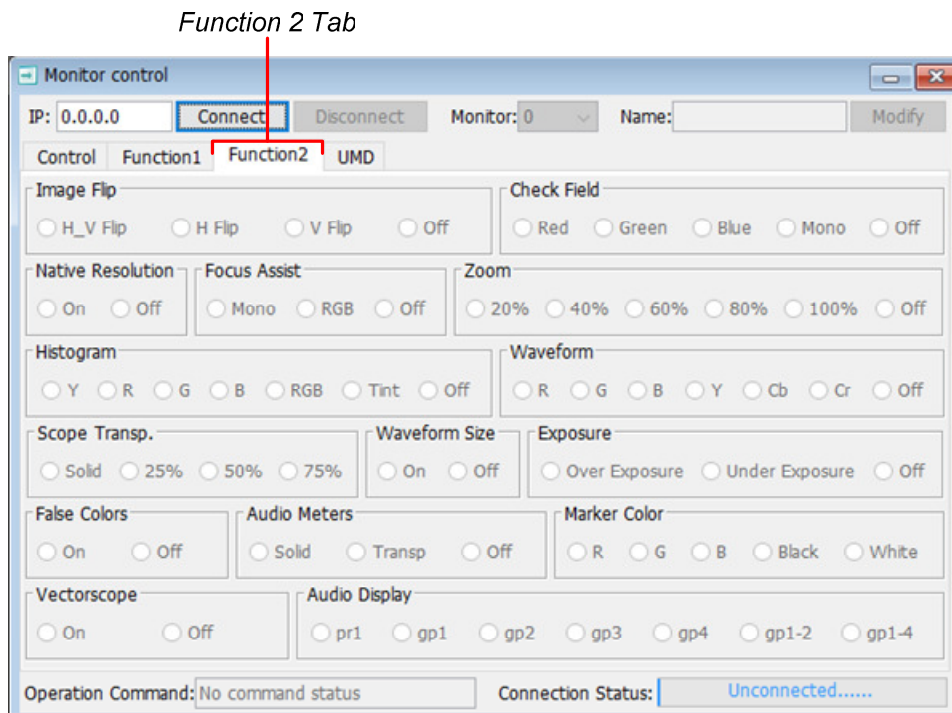 Function 2 Tab
Monitor control
IP: 0.0.0.0 Connect Disconnect Monitor: 0 Name: Modify
Control Function1 Function2 UMD
Image Flip Check Field
H_V Flip H Flip V Flip Off Red Green Blue Mono Off
Native Resolution Focus Assist Zoom
On Off Mono RGB Off 20% 40% 60% 80% 100% Off
Histogram Waveform
Y R G B RGB Tint Off R G B Y Cb Cr Off
Scope Transp. Waveform Size Exposure
Solid 25% 50% 75% On Off Over Exposure Under Exposure Off
False Colors Audio Meters Marker Color
On Off Solid Transp Off R G B Black White
Vectorscope Audio Display
On Off pr1 gp1 gp2 gp3 gp4 gp1-2 gp1-4
Operation Command: No command status Connection Status: Unconnected......